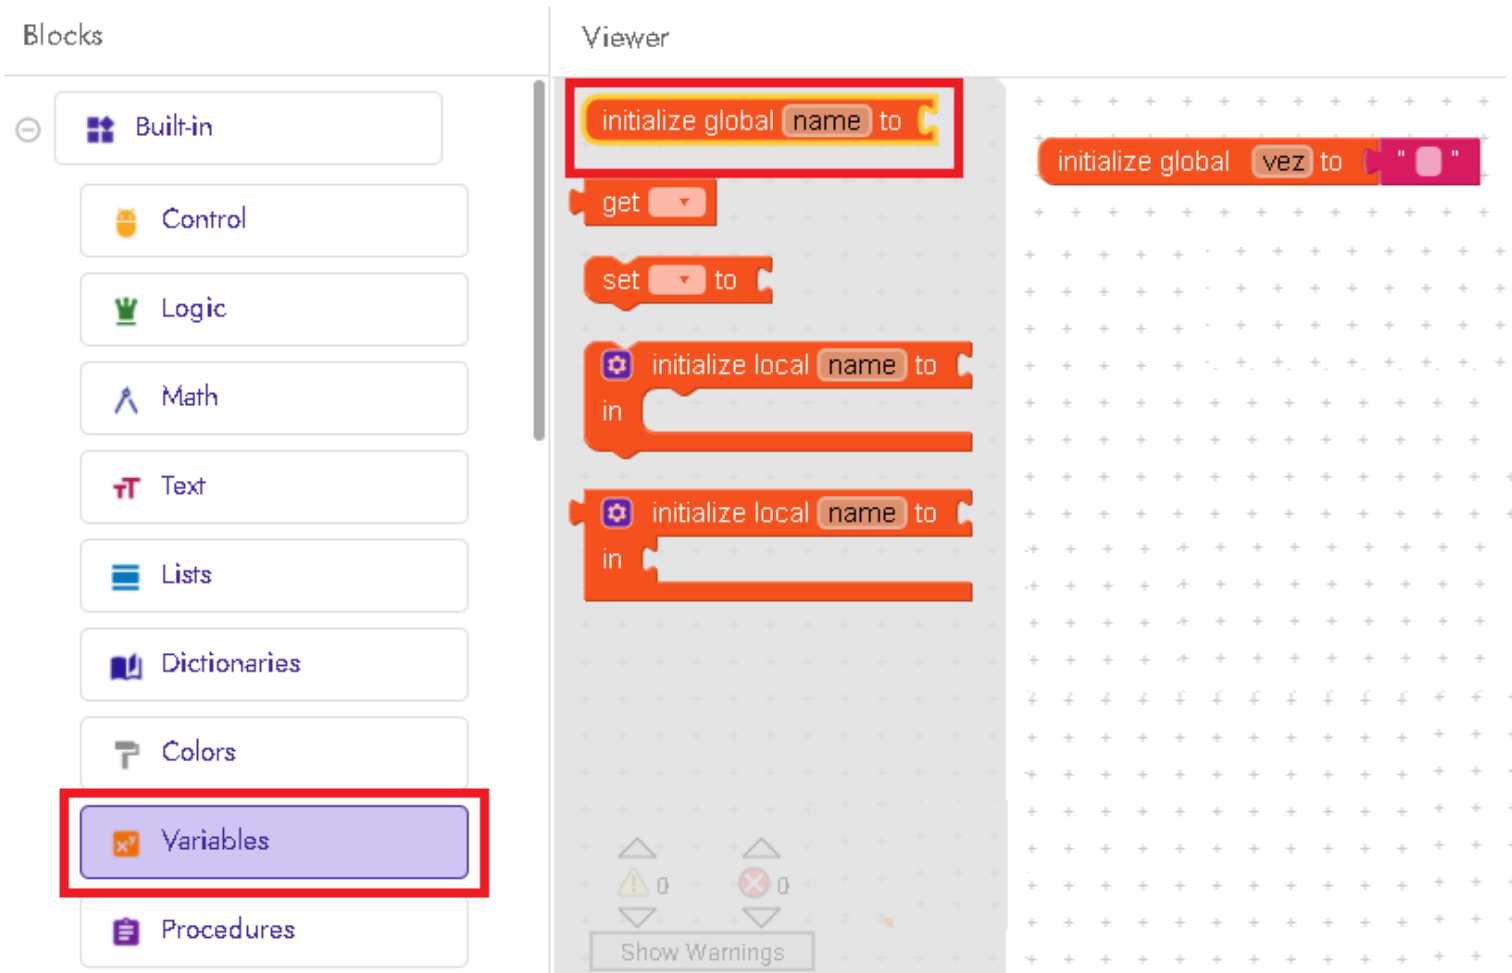 Blocks
Viewer
Built-in
Control
Logic
Math
Text
Lists
Dictionaries
Colors
Variables
Procedures
initialize global name to
get
set to
initialize local name to
in
initialize local name to
in
0 0
Show Warnings
initialize global vez to " "